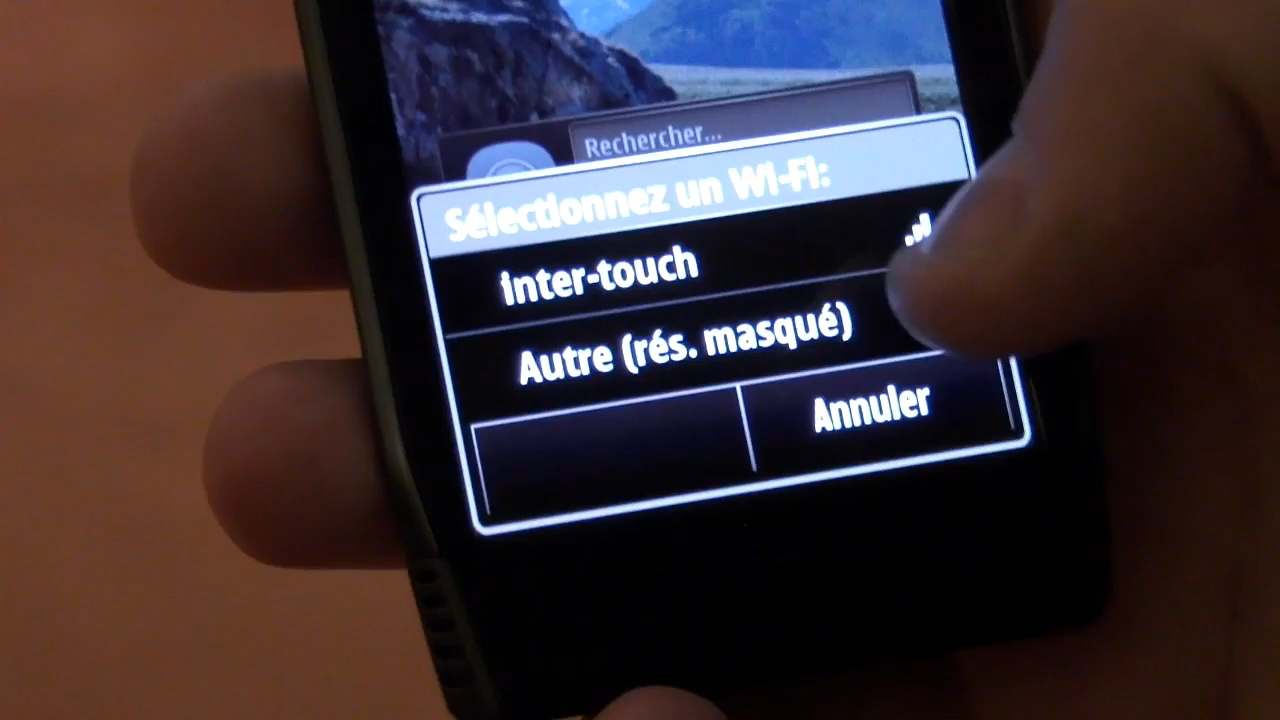 Rechercher...
Sélectionnez un Wi-Fi:
inter-touch
Autre (rés. masqué)
Annuler